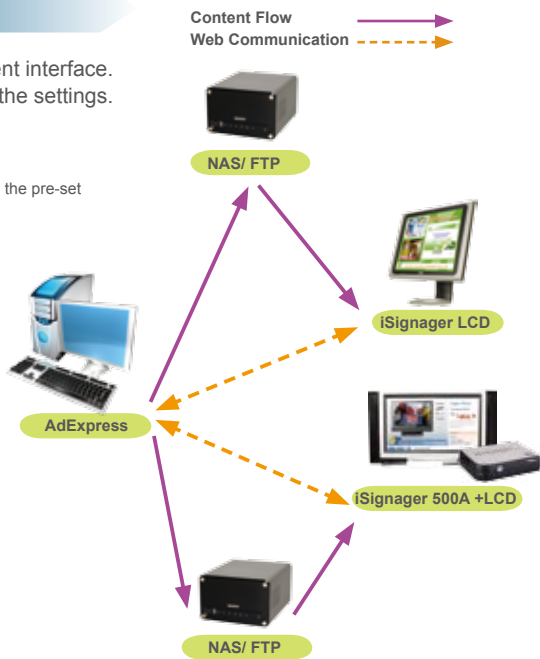 Content Flow
Web Communication
ent interface.
the settings.
NAS/ FTP
the pre-set
iSignager LCD
AdExpress
iSignager 500A +LCD
NAS/ FTP